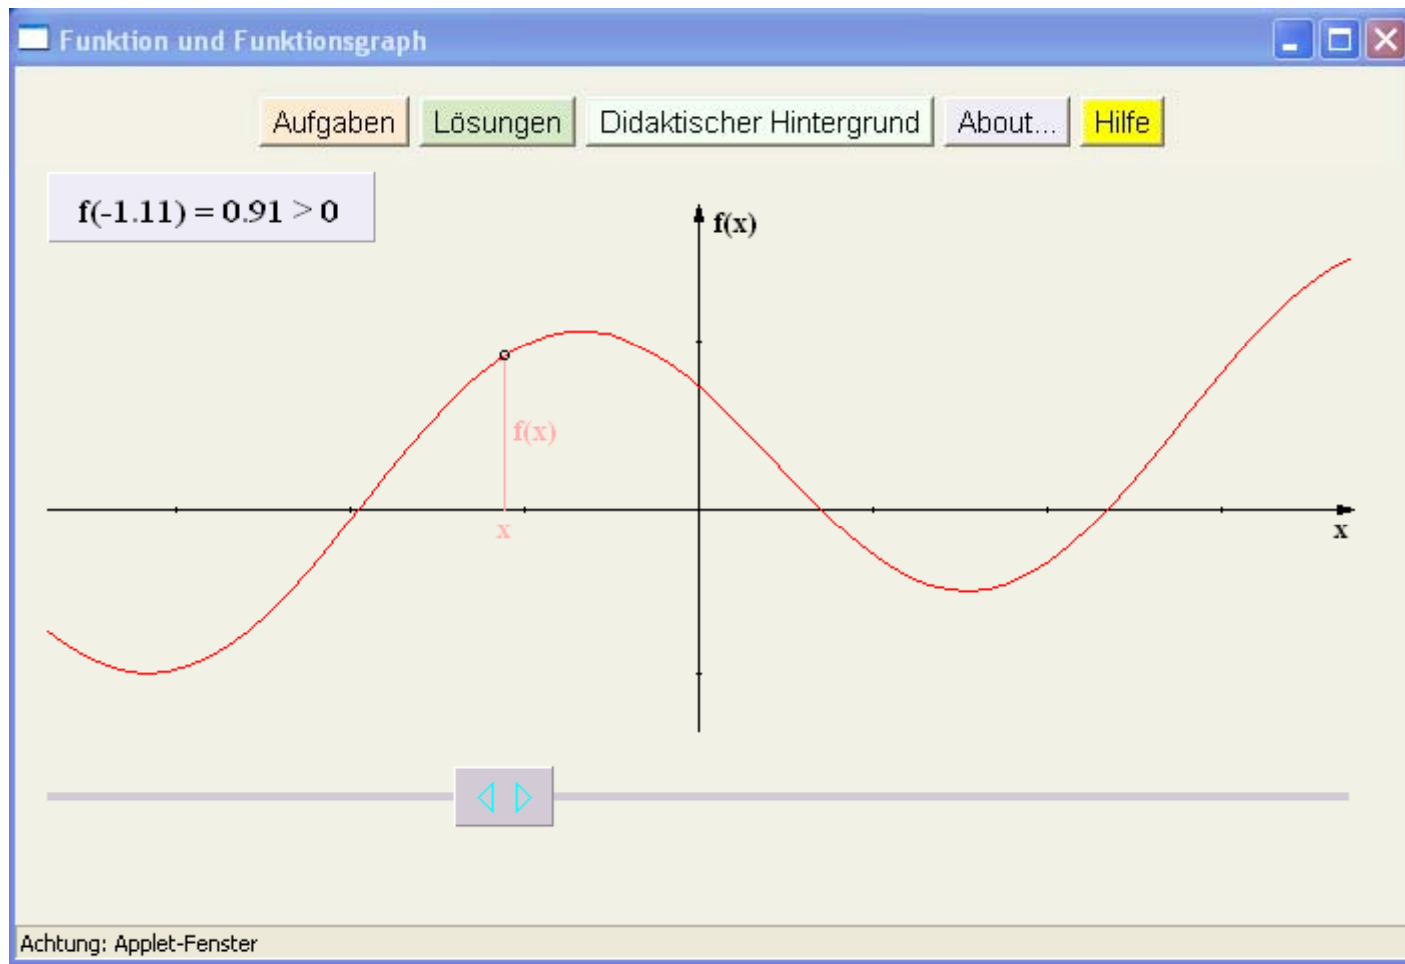 Funktion und Funktionsgraph
Aufgaben Lösungen Didaktischer Hintergrund About... Hilfe
f(-1.11) = 0.91 > 0
f(x)
f(x)
x
x
Achtung: Applet-Fenster